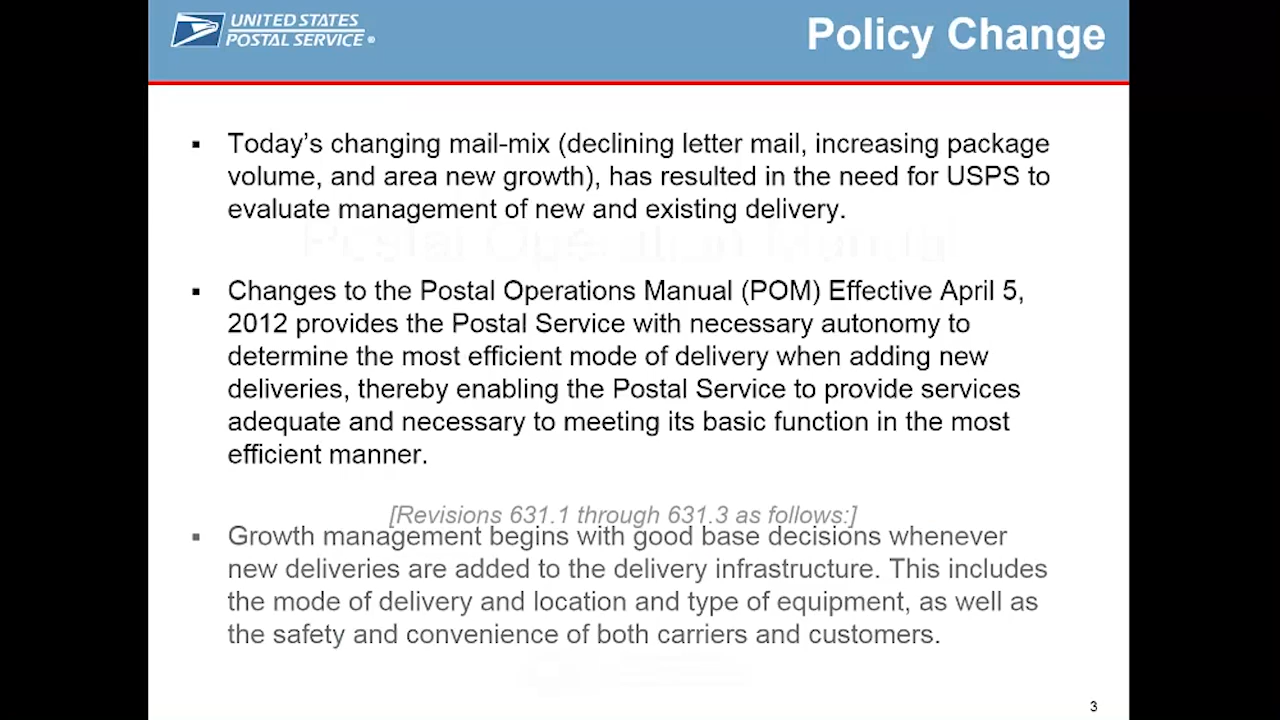 UNITED STATES
POSTAL SERVICE®
Policy Change
▪ Today's changing mail-mix (declining letter mail, increasing package
volume, and area new growth), has resulted in the need for USPS to
evaluate management of new and existing delivery.
Postal Operation Manual
▪ Changes to the Postal Operations Manual (POM) Effective April 5,
2012 provides the Postal Service with necessary autonomy to
determine the most efficient mode of delivery when adding new
deliveries, thereby enabling the Postal Service to provide services
adequate and necessary to meeting its basic function in the most
efficient manner.
[Revisions 631.1 through 631.3 as follows:]
▪ Growth management begins with good base decisions whenever
new deliveries are added to the delivery infrastructure. This includes
the mode of delivery and location and type of equipment, as well as
the safety and convenience of both carriers and customers.
3